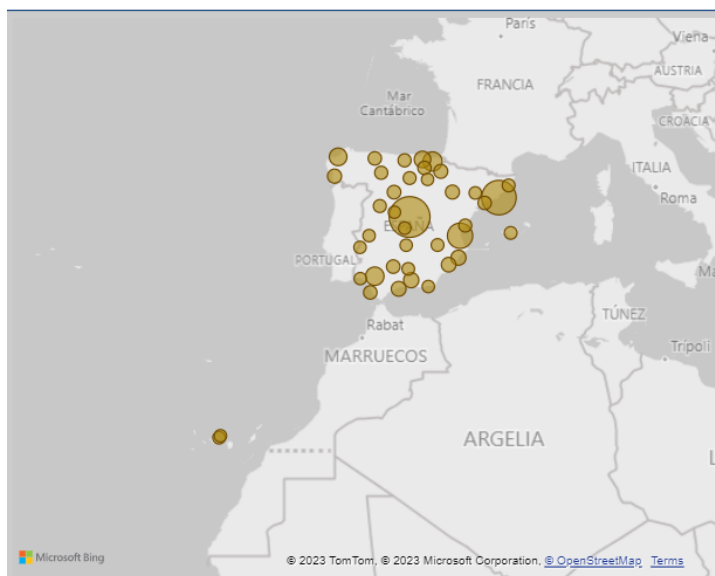 París
Viena
AUSTRIA
FRANCIA
Mar
Cantábrico
CROACIA
ITALIA
Roma
ESPAÑA
PORTUGAL
TÚNEZ
Rabat
Trípoli
MARRUECOS
ARGELIA
Microsoft Bing
© 2023 TomTom, © 2023 Microsoft Corporation, © OpenStreetMap Terms